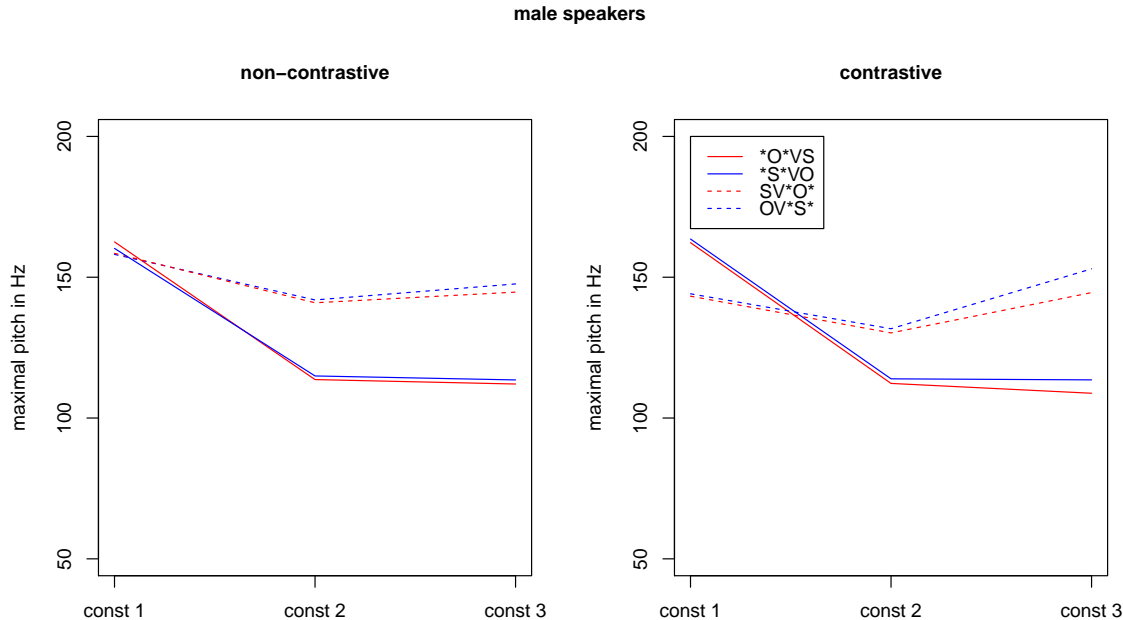 male speakers
non−contrastive
maximal pitch in Hz
200
150
100
50
const 1
const 2
const 3
contrastive
maximal pitch in Hz
200
150
100
50
*O*VS
*S*VO
SV*O*
OV*S*
const 1
const 2
const 3